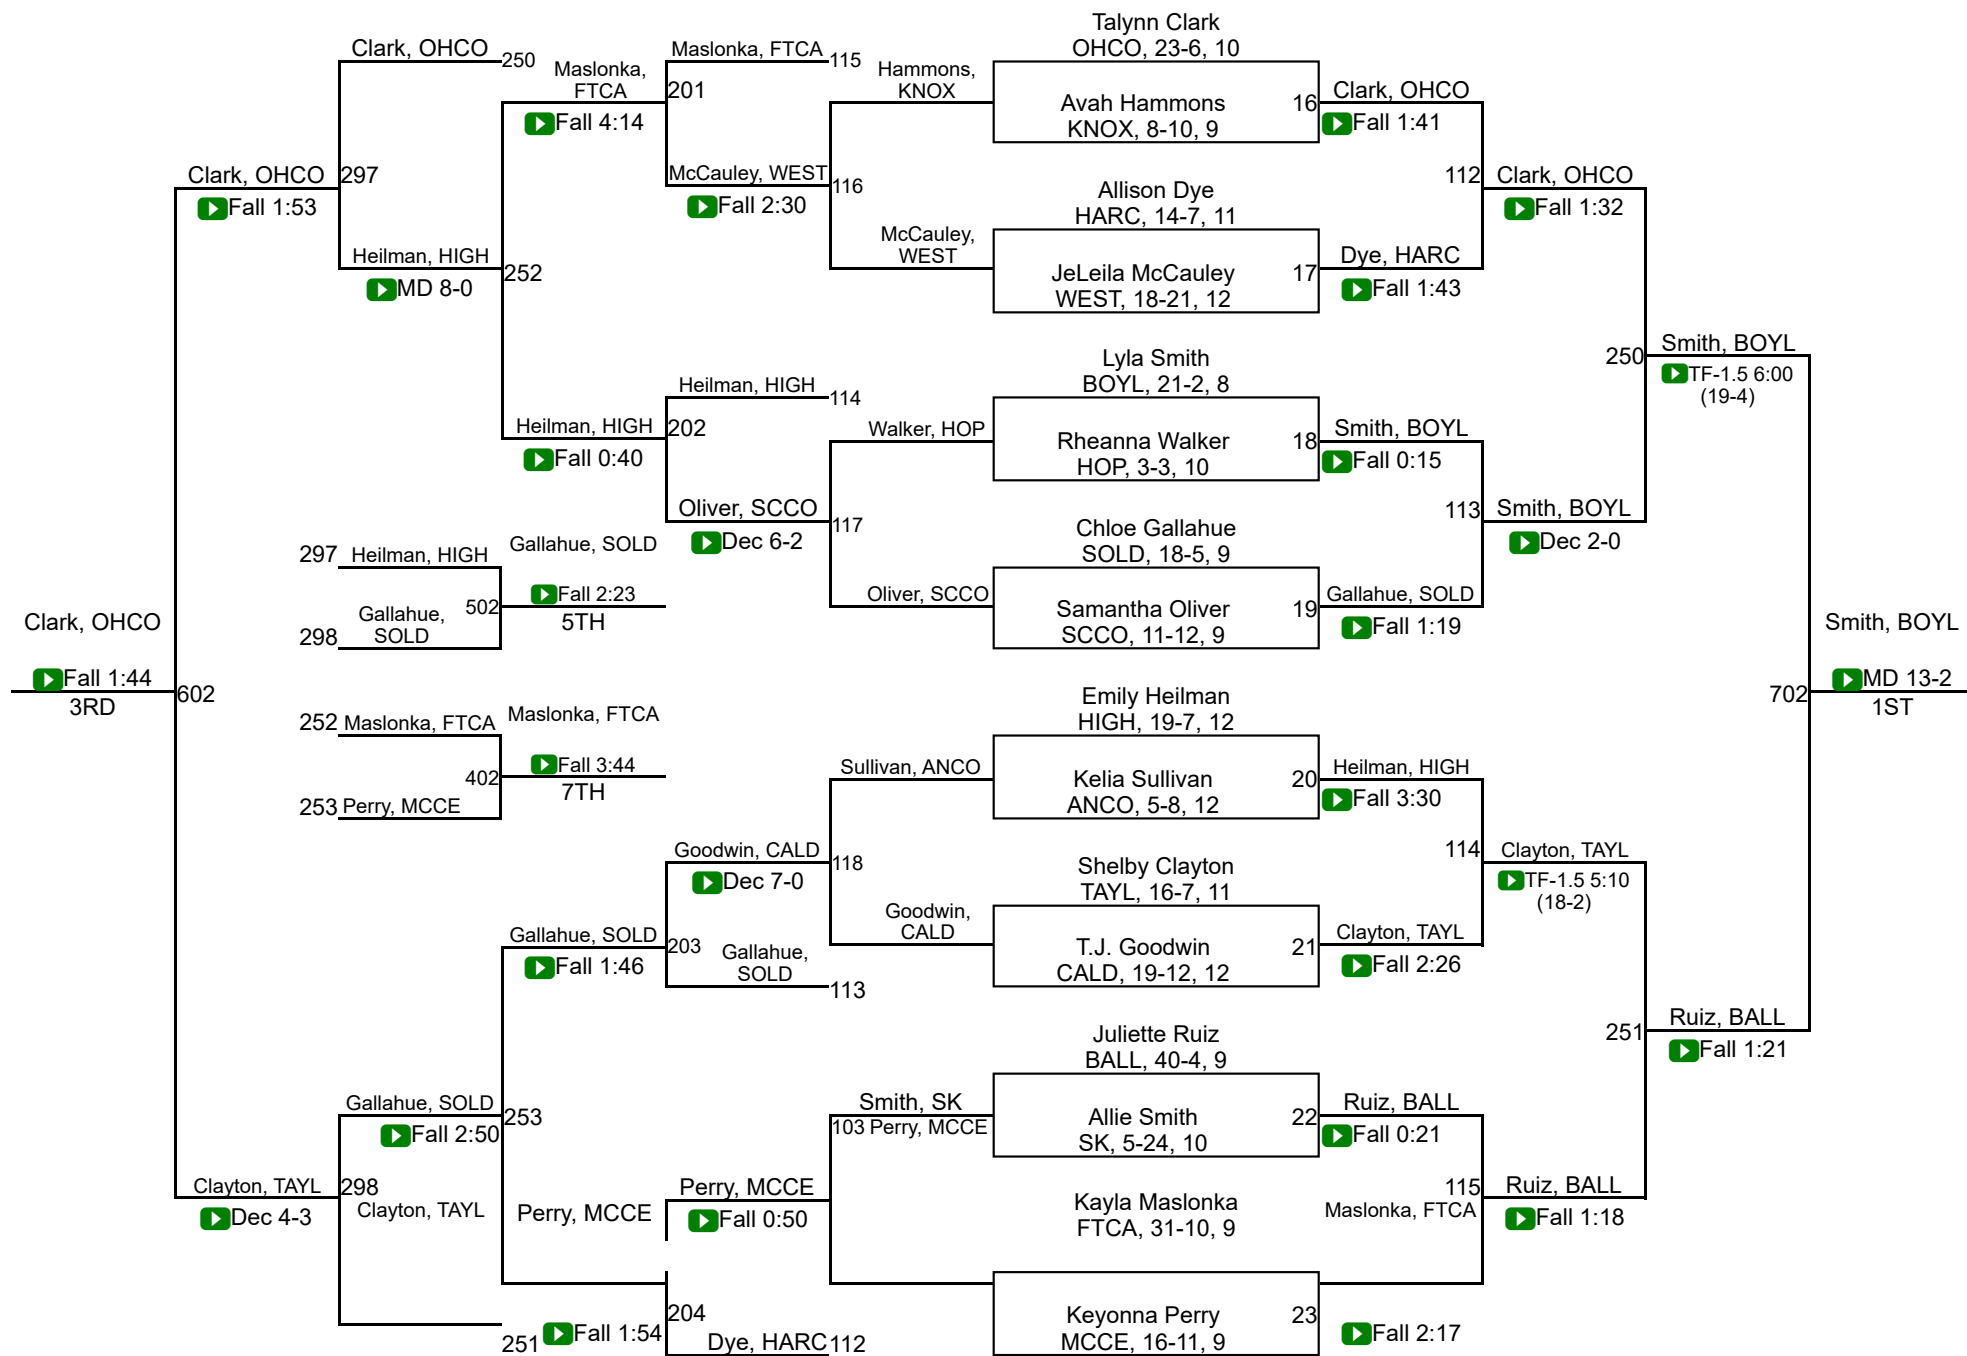 Talynn Clark
OHCO, 23-6, 10
Clark, OHCO
250
Maslonka,
FTCA
Maslonka, FTCA
115
Hammons,
KNOX
201
Avah Hammons
KNOX, 8-10, 9
16
Clark, OHCO
Fall 4:14
Fall 1:41
Clark, OHCO
297
Fall 1:53
McCauley, WEST
116
Fall 2:30
Allison Dye
HARC, 14-7, 11
112
Clark, OHCO
Fall 1:32
Heilman, HIGH
252
MD 8-0
McCauley,
WEST
JeLeila McCauley
WEST, 18-21, 12
17
Dye, HARC
Fall 1:43
Lyla Smith
BOYL, 21-2, 8
250
Smith, BOYL
TF-1.5 6:00
(19-4)
Heilman, HIGH
114
Heilman, HIGH
202
Fall 0:40
Walker, HOP
Rheanna Walker
HOP, 3-3, 10
18
Smith, BOYL
Fall 0:15
Oliver, SCCO
117
Dec 6-2
Chloe Gallahue
SOLD, 18-5, 9
113
Smith, BOYL
Dec 2-0
297
Heilman, HIGH
Gallahue, SOLD
Gallahue,
SOLD
502
298
Fall 2:23
5TH
Oliver, SCCO
Samantha Oliver
SCCO, 11-12, 9
19
Gallahue, SOLD
Fall 1:19
Clark, OHCO
Fall 1:44
3RD
602
Smith, BOYL
702
MD 13-2
1ST
Emily Heilman
HIGH, 19-7, 12
252
Maslonka, FTCA
Maslonka, FTCA
402
253
Perry, MCCE
Fall 3:44
7TH
Sullivan, ANCO
Kelia Sullivan
ANCO, 5-8, 12
20
Heilman, HIGH
Fall 3:30
Goodwin, CALD
118
Dec 7-0
Shelby Clayton
TAYL, 16-7, 11
114
Clayton, TAYL
TF-1.5 5:10
(18-2)
Gallahue, SOLD
203
Fall 1:46
Gallahue,
SOLD
113
Goodwin,
CALD
T.J. Goodwin
CALD, 19-12, 12
21
Clayton, TAYL
Fall 2:26
Juliette Ruiz
BALL, 40-4, 9
251
Ruiz, BALL
Fall 1:21
Gallahue, SOLD
253
Fall 2:50
Smith, SK
103 Perry, MCCE
Allie Smith
SK, 5-24, 10
22
Ruiz, BALL
Fall 0:21
Clayton, TAYL
298
Dec 4-3
Clayton, TAYL
Perry, MCCE
Perry, MCCE
Fall 0:50
Kayla Maslonka
FTCA, 31-10, 9
115
Maslonka, FTCA
Ruiz, BALL
Fall 1:18
251
Fall 1:54
204
Dye, HARC
112
Keyonna Perry
MCCE, 16-11, 9
23
Fall 2:17